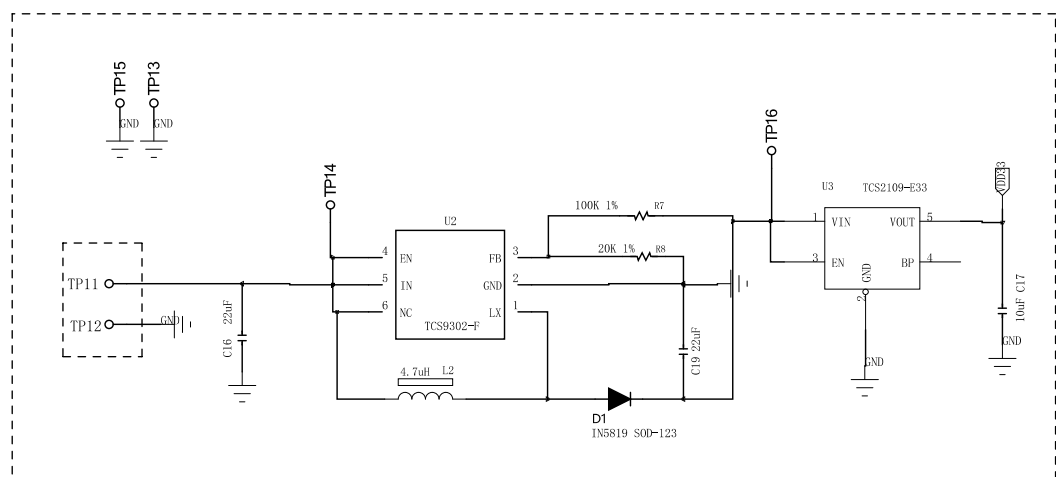 TP15
TP13
GND
GND
TP14
TP16
U2
100K 1% R7
20K 1% R8
U3 TCS2109-E33
VDD33
1 VIN VOUT 5
3 EN BP 4
GND
2
4 EN FB 3
5 IN GND 2
6 NC LX 1
TCS9302-F
TP11
TP12
GND
C16 22uF
C19 22uF
10uF C17
GND
GND
4.7uH L2
D1
IN5819 SOD-123